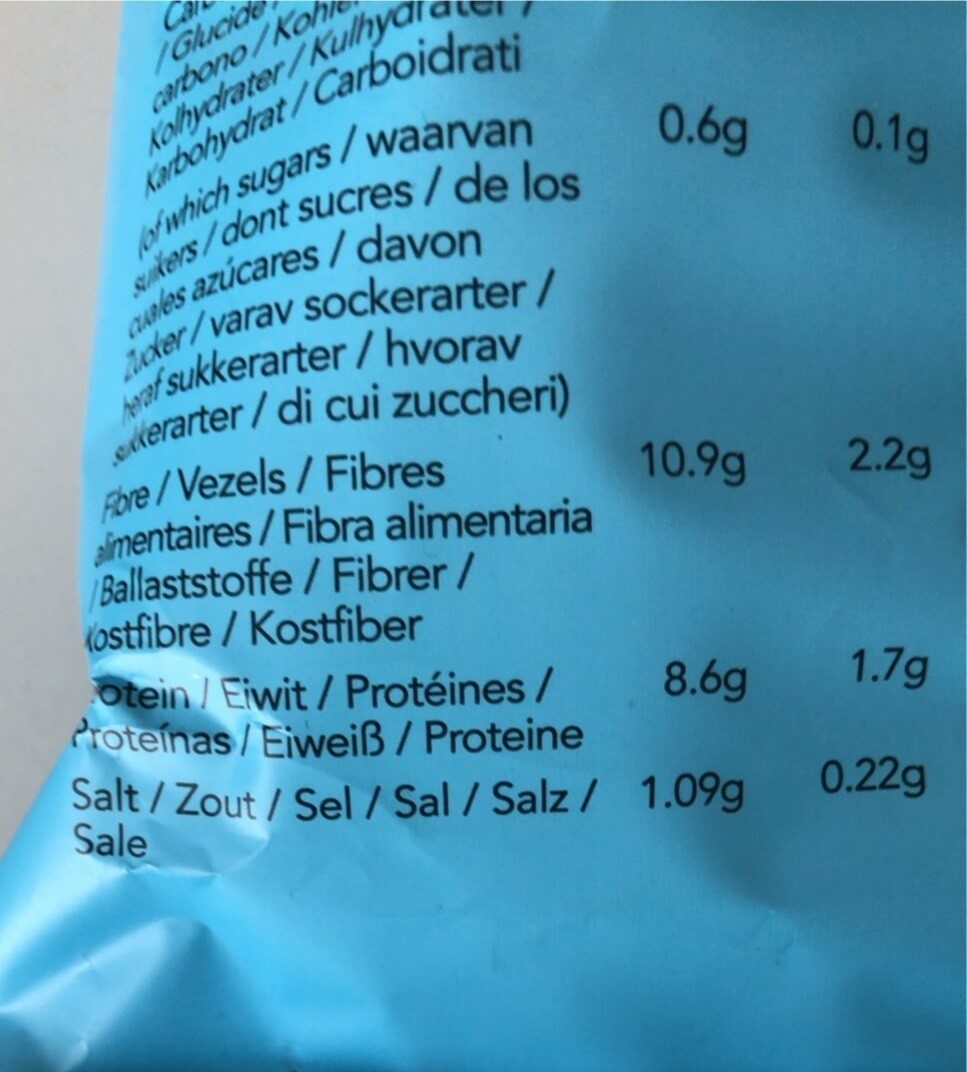 / Glucide
carbono / Kohle
Kolhydrater / Kulhydrater /
Karbohydrat / Carboidrati
(of which sugars / waarvan 0.6g 0.1g
suikers / dont sucres / de los
cuales azúcares / davon
Zucker / varav sockerarter /
heraf sukkerarter / hvorav
sukkerarter / di cui zuccheri)
Fibre / Vezels / Fibres 10.9g 2.2g
alimentaires / Fibra alimentaria
/ Ballaststoffe / Fibrer /
Kostfibre / Kostfiber
otein / Eiwit / Protéines / 8.6g 1.7g
Proteínas / Eiweiß / Proteine
Salt / Zout / Sel / Sal / Salz / 1.09g 0.22g
Sale